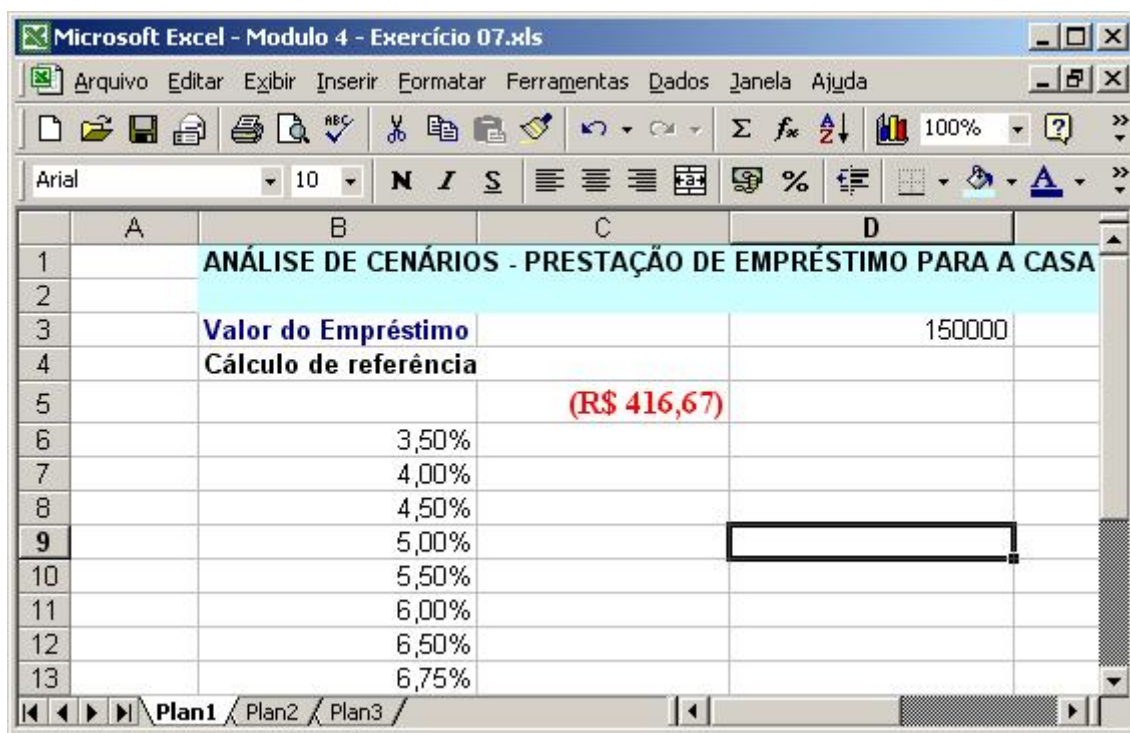 Microsoft Excel - Modulo 4 - Exercício 07.xls
Arquivo Editar Exibir Inserir Formatar Ferramentas Dados Janela Ajuda
ABC Σ fx A Z 100% ?
Arial 10 N I S a % A
A B C D
1 ANÁLISE DE CENÁRIOS - PRESTAÇÃO DE EMPRÉSTIMO PARA A CASA
2
3 Valor do Empréstimo 150000
4 Cálculo de referência
5 (R$ 416,67)
6 3,50%
7 4,00%
8 4,50%
9 5,00%
10 5,50%
11 6,00%
12 6,50%
13 6,75%
Plan1 Plan2 Plan3